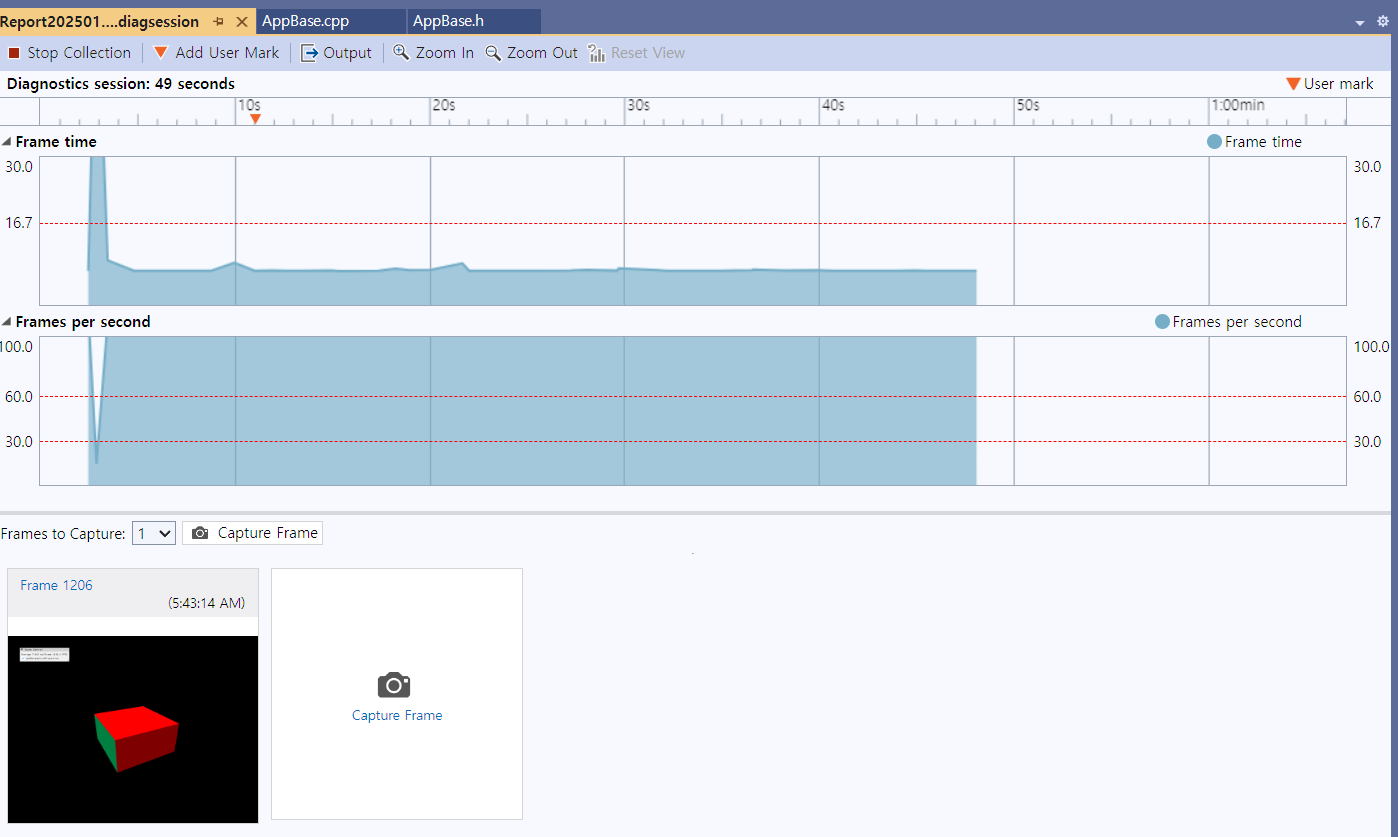 Report202501....diagsession AppBase.cpp AppBase.h
Stop Collection Add User Mark Output Zoom In Zoom Out Reset View
Diagnostics session: 49 seconds User mark
10s 20s 30s 40s 50s 1:00min
Frame time Frame time
30.0 30.0
16.7 16.7
Frames per second Frames per second
100.0 100.0
60.0 60.0
30.0 30.0
Frames to Capture: 1 Capture Frame
Frame 1206
(5:43:14 AM)
Capture Frame